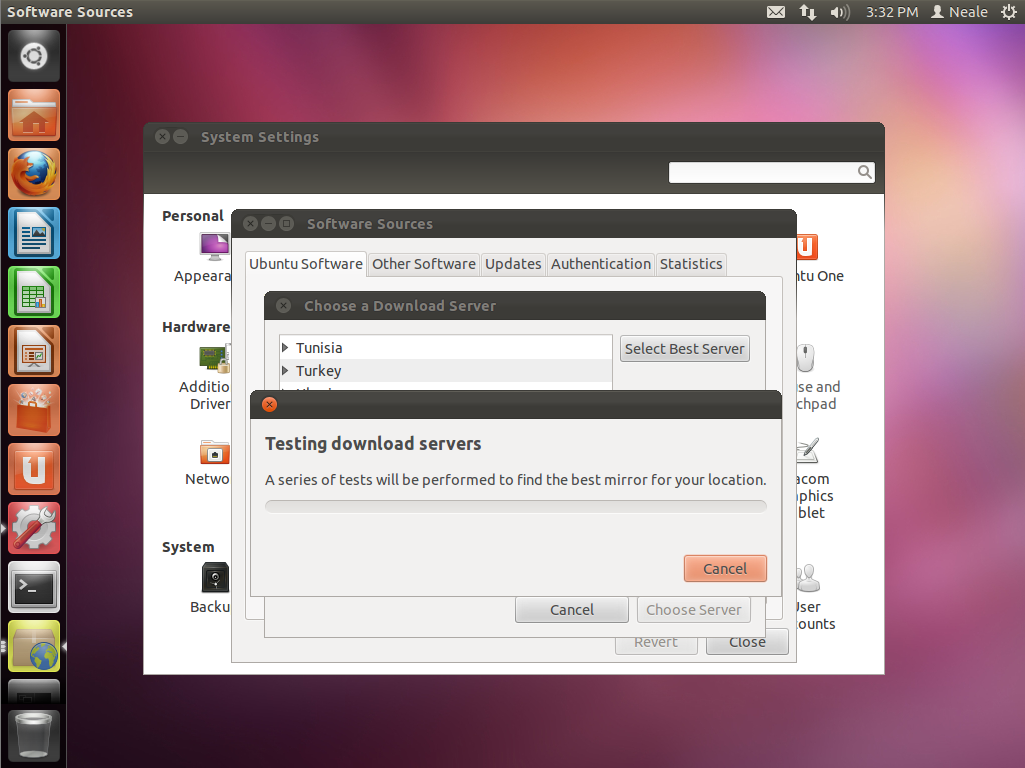 Software Sources
3:32 PM
Neale
System Settings
Personal
Software Sources
Ubuntu Software
Other Software
Updates
Authentication
Statistics
Appeara
ntu One
Choose a Download Server
Hardware
Tunisia
Select Best Server
Turkey
Additio
Driver
use and
chpad
Testing download servers
A series of tests will be performed to find the best mirror for your location.
Netwo
acom
phics
blet
System
Cancel
Backu
Cancel
Choose Server
User
counts
Revert
Close